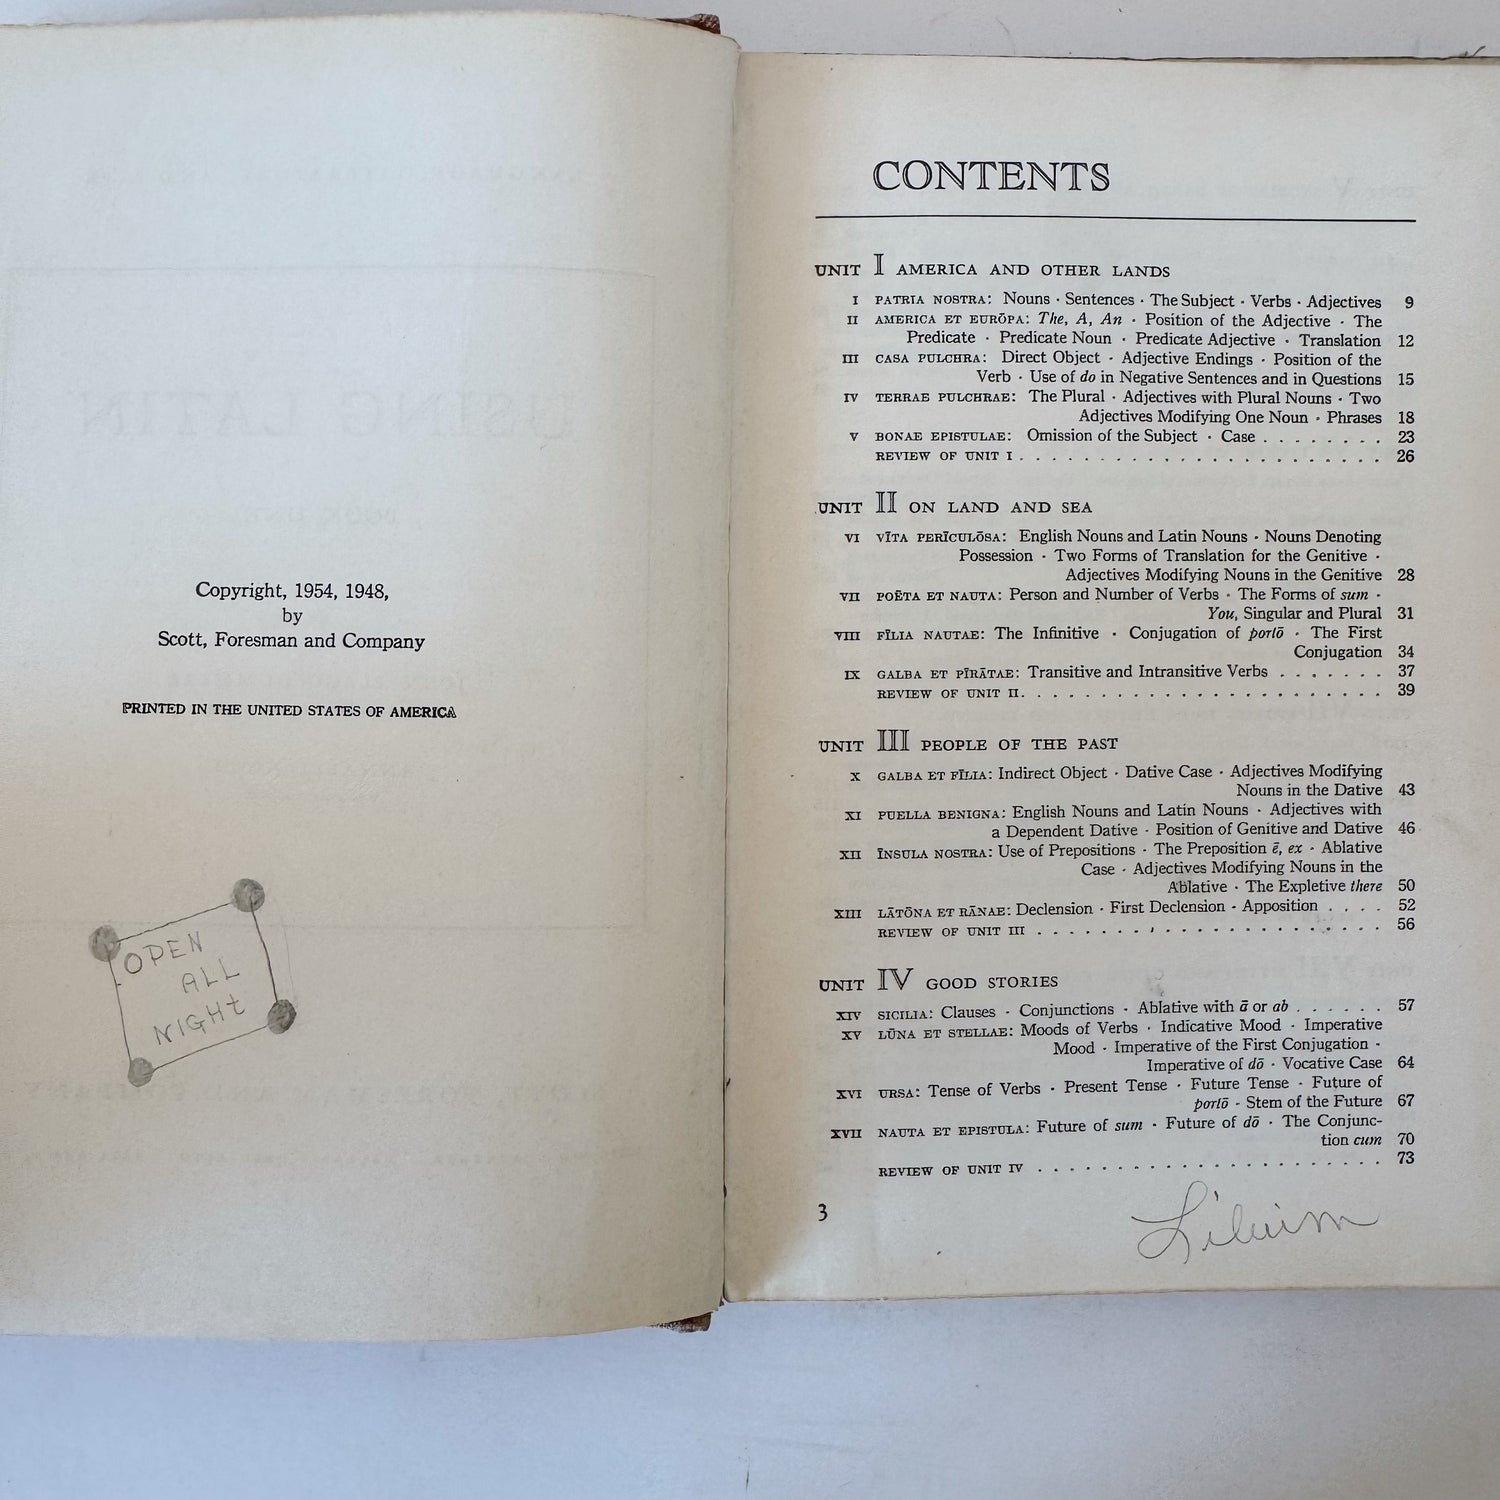 Copyright, 1954, 1948,
by
Scott, Foresman and Company
PRINTED IN THE UNITED STATES OF AMERICA
OPEN
ALL
NIGHt
CONTENTS
UNIT I AMERICA AND OTHER LANDS
I PATRIA NOSTRA: Nouns · Sentences · The Subject · Verbs · Adjectives 9
II AMERICA ET EURŌPA: The, A, An · Position of the Adjective · The
Predicate · Predicate Noun · Predicate Adjective · Translation 12
III CASA PULCHRA: Direct Object · Adjective Endings · Position of the
Verb · Use of do in Negative Sentences and in Questions 15
IV TERRAE PULCHRAE: The Plural · Adjectives with Plural Nouns · Two
Adjectives Modifying One Noun · Phrases 18
V BONAE EPISTULAE: Omission of the Subject · Case . . . . . . . . 23
REVIEW OF UNIT I . . . . . . . . . . . . . . . . . . . . . . . 26
UNIT II ON LAND AND SEA
VI VĪTA PERĪCULŌSA: English Nouns and Latin Nouns · Nouns Denoting
Possession · Two Forms of Translation for the Genitive ·
Adjectives Modifying Nouns in the Genitive 28
VII POĒTA ET NAUTA: Person and Number of Verbs · The Forms of sum ·
You, Singular and Plural 31
VIII FĪLIA NAUTAE: The Infinitive · Conjugation of portō · The First
Conjugation 34
IX GALBA ET PĪRĀTAE: Transitive and Intransitive Verbs . . . . . . . 37
REVIEW OF UNIT II . . . . . . . . . . . . . . . . . . . . . . . 39
UNIT III PEOPLE OF THE PAST
X GALBA ET FĪLIA: Indirect Object · Dative Case · Adjectives Modifying
Nouns in the Dative 43
XI PUELLA BENIGNA: English Nouns and Latin Nouns · Adjectives with
a Dependent Dative · Position of Genitive and Dative 46
XII ĪNSULA NOSTRA: Use of Prepositions · The Preposition ē, ex · Ablative
Case · Adjectives Modifying Nouns in the
Ablative · The Expletive there 50
XIII LĀTŌNA ET RĀNAE: Declension · First Declension · Apposition . . . . 52
REVIEW OF UNIT III . . . . . . . . . . . . . . . . . . . . . . 56
UNIT IV GOOD STORIES
XIV SICILIA: Clauses · Conjunctions · Ablative with ā or ab . . . . . . 57
XV LŪNA ET STELLAE: Moods of Verbs · Indicative Mood · Imperative
Mood · Imperative of the First Conjugation ·
Imperative of dō · Vocative Case 64
XVI URSA: Tense of Verbs · Present Tense · Future Tense · Future of
portō · Stem of the Future 67
XVII NAUTA ET EPISTULA: Future of sum · Future of dō · The Conjunc-
tion cum 70
REVIEW OF UNIT IV . . . . . . . . . . . . . . . . . . . . . . 73
3